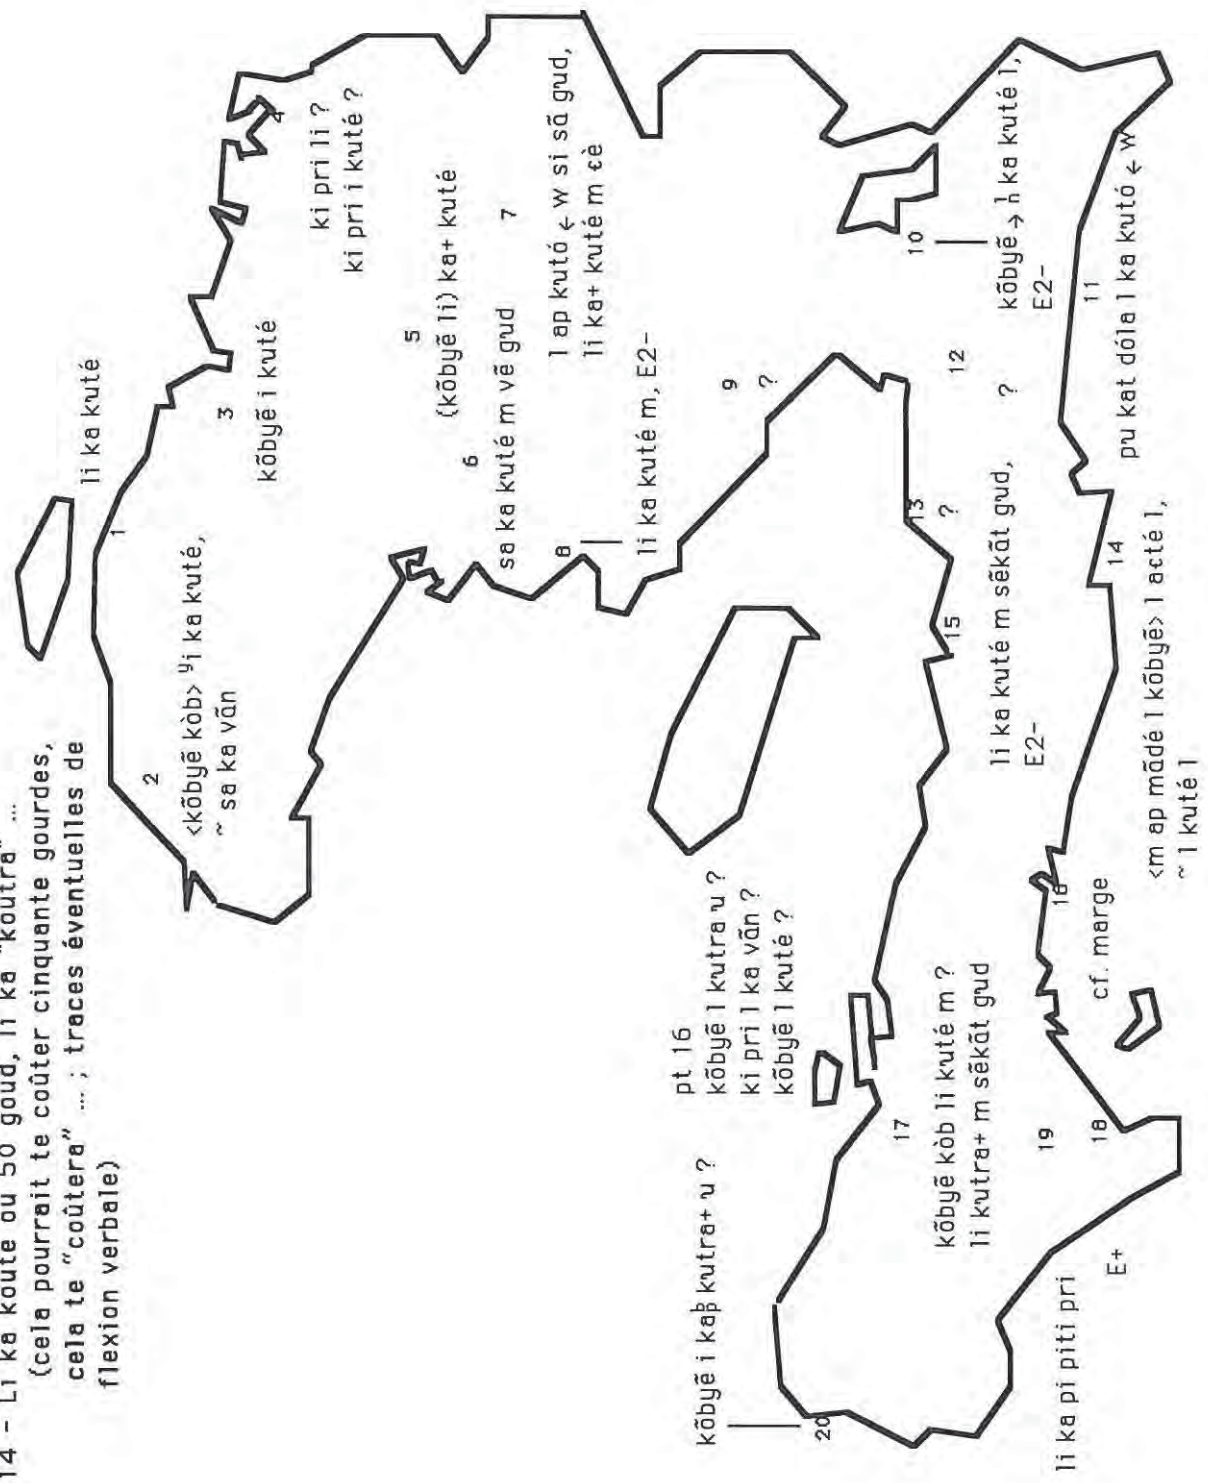 14 - Li ka koute ou 50 goud, li ka "koutra" ...
(cela pourrait te coûter cinquante gourdes,
cela te "coûtera" ... ; traces éventuelles de
flexion verbale)
li ka kuté
1
2
<kõbyẽ kòb> ʸi ka kuté,
~ sa ka vãn
3
kõbyẽ i kuté
4
ki pri li ?
ki pri i kuté ?
5
(kõbyẽ li) ka+ kuté
6
sa ka kuté m vẽ gud
7
l ap kutó ← w si sã gud,
li ka+ kuté m cè
8
li ka kuté m, E2-
9
?
10
kõbyẽ → l ka kuté l,
E2-
11
pu kat dóla l ka kutó ← w
12
?
13
?
li ka kuté m sẽkãt gud,
E2-
14
<m ap mãdé l kõbyẽ> l acté l,
~ l kuté l
15
16
cf. marge
pt 16
kõbyẽ l kutra u ?
ki pri l ka vãn ?
kõbyẽ l kuté ?
17
kõbyẽ kòb li kuté m ?
li kutra+ m sẽkãt gud
18
19
E+
li ka pi piti pri
20
kõbyẽ i kap kutra+ u ?